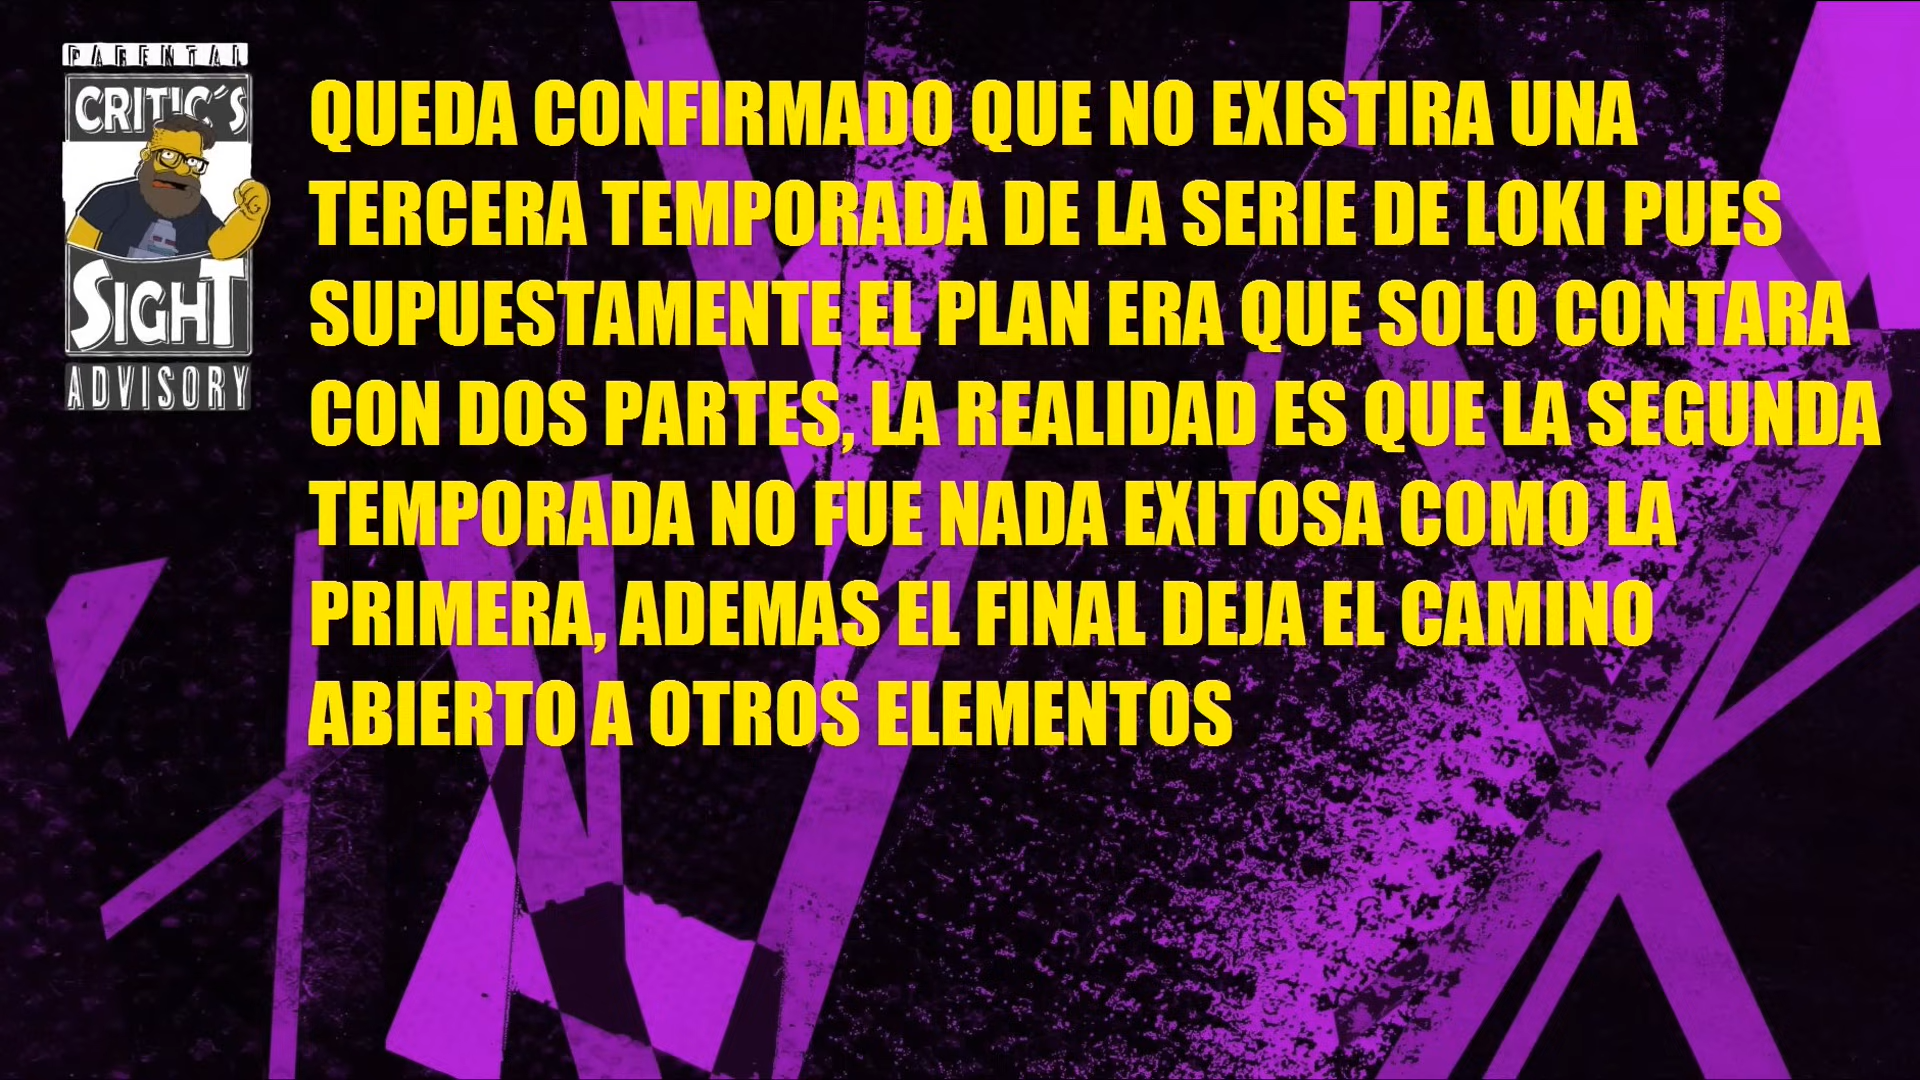 PARENTAL
CRITIC'S
SIGHT
ADVISORY
QUEDA CONFIRMADO QUE NO EXISTIRA UNA
TERCERA TEMPORADA DE LA SERIE DE LOKI PUES
SUPUESTAMENTE EL PLAN ERA QUE SOLO CONTARA
CON DOS PARTES, LA REALIDAD ES QUE LA SEGUNDA
TEMPORADA NO FUE NADA EXITOSA COMO LA
PRIMERA, ADEMAS EL FINAL DEJA EL CAMINO
ABIERTO A OTROS ELEMENTOS